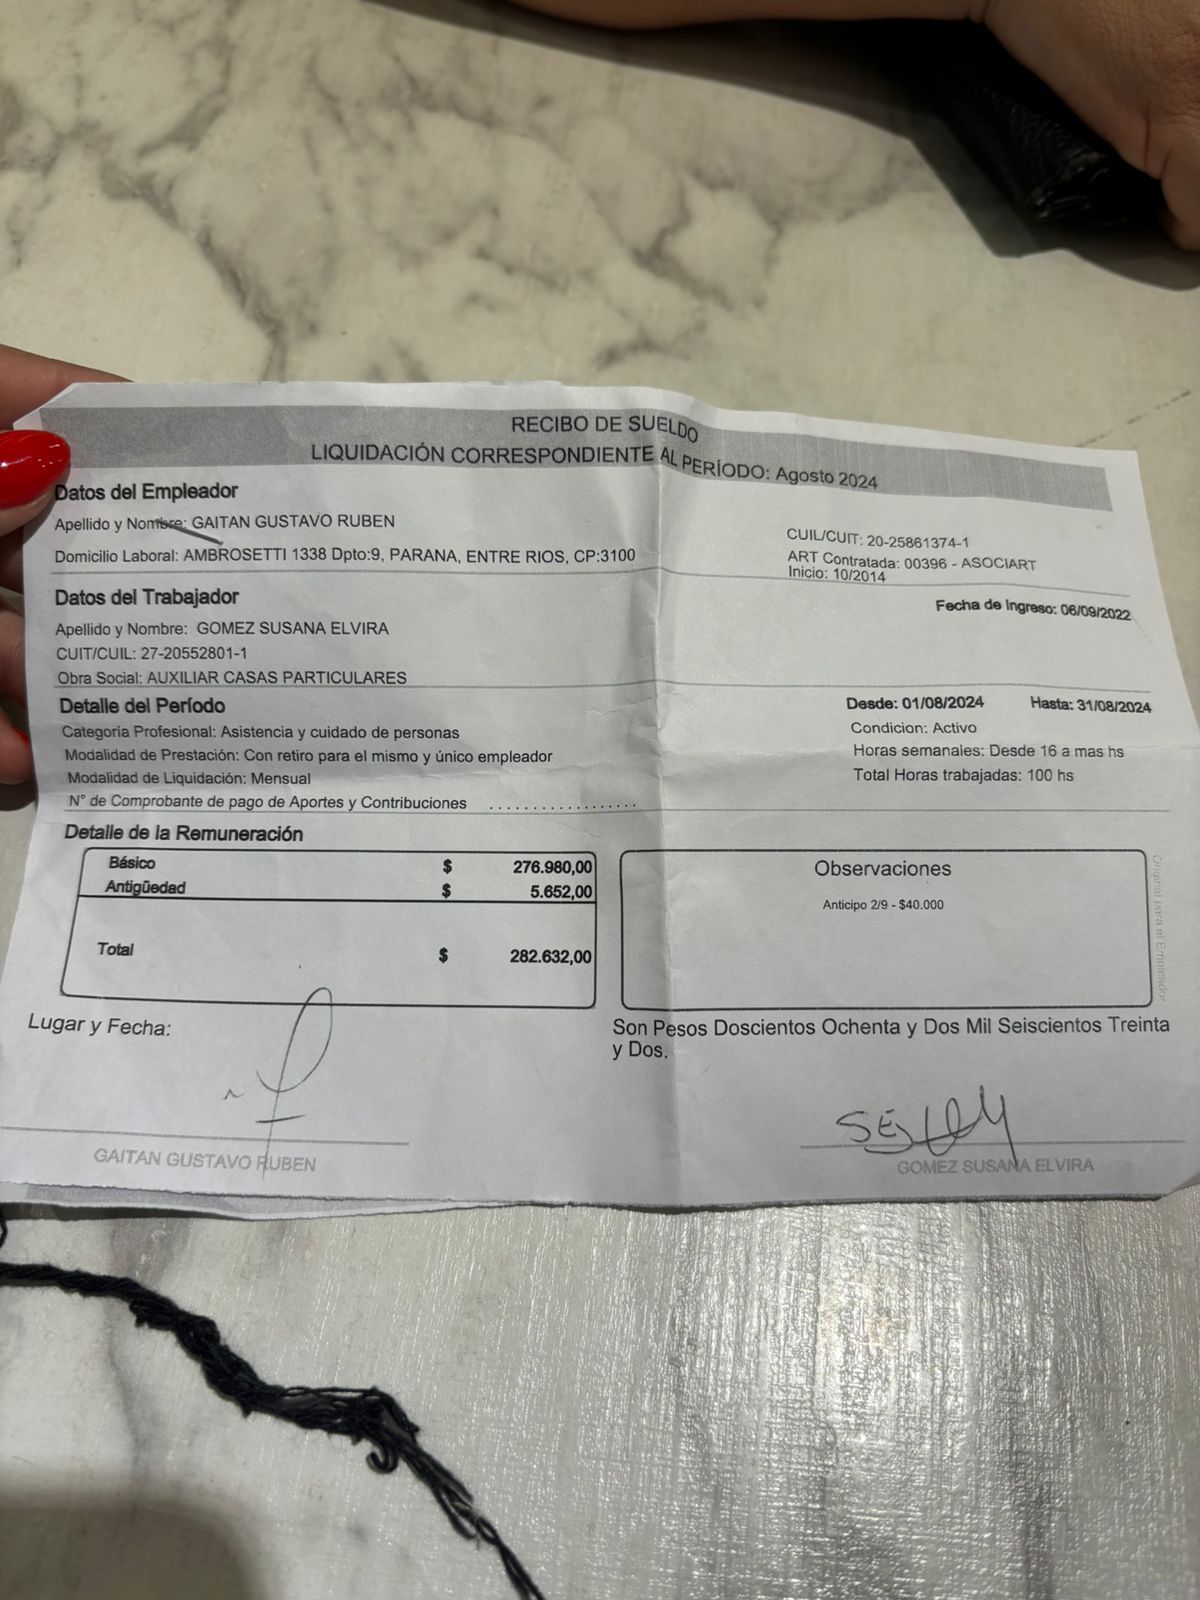 RECIBO DE SUELDO
LIQUIDACIÓN CORRESPONDIENTE AL PERÍODO: Agosto 2024
Datos del Empleador
Apellido y Nombre: GAITAN GUSTAVO RUBEN
CUIL/CUIT: 20-25861374-1
Domicilio Laboral: AMBROSETTI 1338 Dpto:9, PARANA, ENTRE RIOS, CP:3100
ART Contratada: 00396 - ASOCIART
Inicio: 10/2014
Datos del Trabajador
Fecha de Ingreso: 06/09/2022
Apellido y Nombre: GOMEZ SUSANA ELVIRA
CUIT/CUIL: 27-20552801-1
Obra Social: AUXILIAR CASAS PARTICULARES
Detalle del Período
Desde: 01/08/2024 Hasta: 31/08/2024
Categoria Profesional: Asistencia y cuidado de personas
Condicion: Activo
Modalidad de Prestación: Con retiro para el mismo y único empleador
Horas semanales: Desde 16 a mas hs
Modalidad de Liquidación: Mensual
Total Horas trabajadas: 100 hs
N° de Comprobante de pago de Aportes y Contribuciones ..................
Detalle de la Remuneración
Básico $ 276.980,00
Antigüedad $ 5.652,00
Total $ 282.632,00
Observaciones
Anticipo 2/9 - $40.000
Original para el Empleador
Lugar y Fecha:
Son Pesos Doscientos Ochenta y Dos Mil Seiscientos Treinta
y Dos.
GAITAN GUSTAVO RUBEN
GOMEZ SUSANA ELVIRA